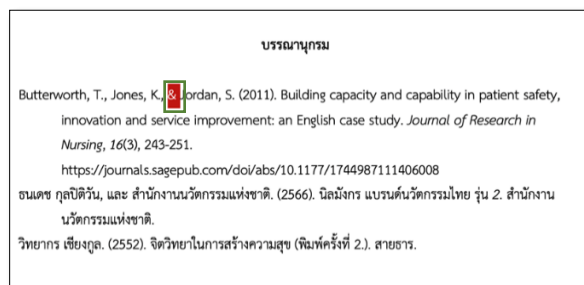 บรรณานุกรม
Butterworth, T., Jones, K., & Jordan, S. (2011). Building capacity and capability in patient safety,
innovation and service improvement: an English case study. Journal of Research in
Nursing, 16(3), 243-251.
https://journals.sagepub.com/doi/abs/10.1177/1744987111406008
ธนเดช กุลปิติวัน, และ สำนักงานนวัตกรรมแห่งชาติ. (2566). นิลมังกร แบรนด์นวัตกรรมไทย รุ่น 2. สำนักงาน
นวัตกรรมแห่งชาติ.
วิทยากร เชียงกูล. (2552). จิตวิทยาในการสร้างความสุข (พิมพ์ครั้งที่ 2.). สายธาร.